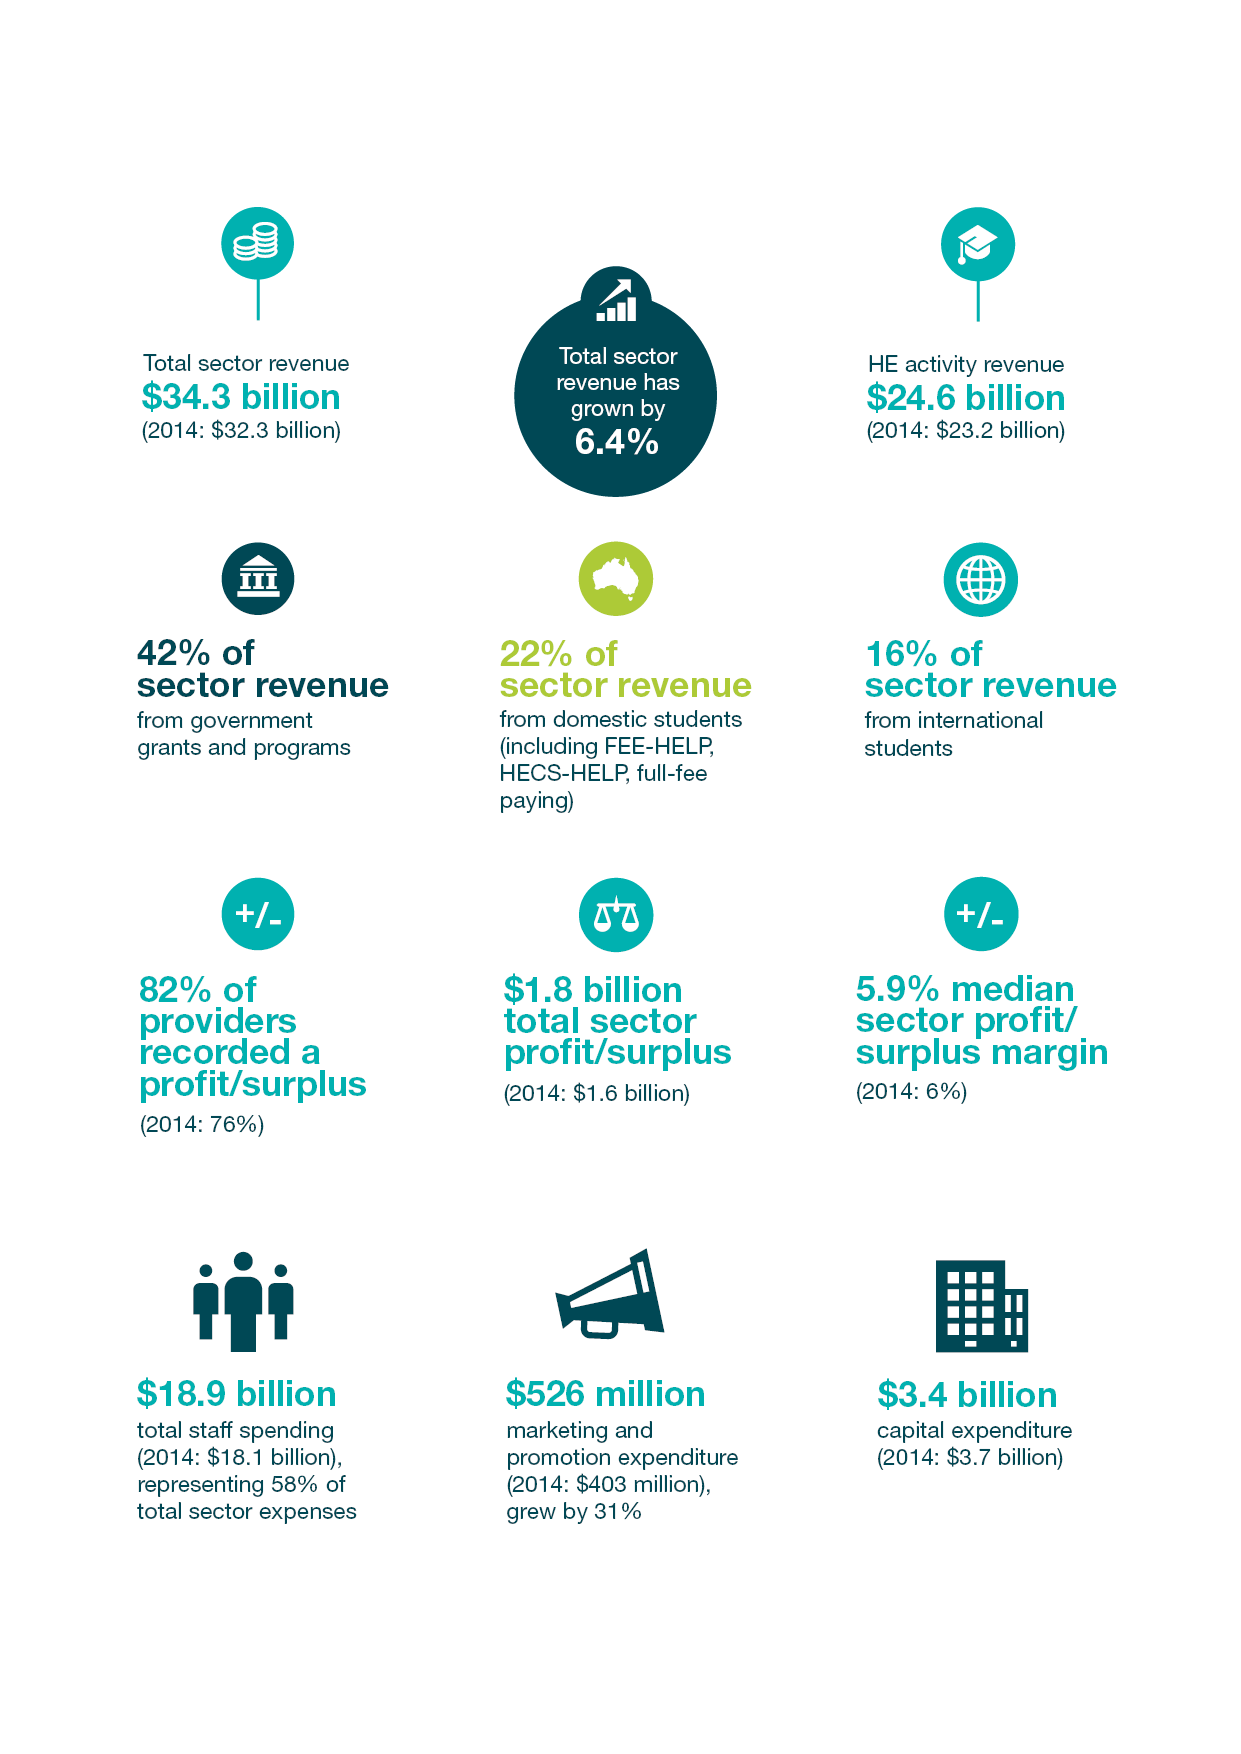 Total sector revenue
$34.3 billion
(2014: $32.3 billion)
Total sector
revenue has
grown by
6.4%
HE activity revenue
$24.6 billion
(2014: $23.2 billion)
42% of
sector revenue
from government
grants and programs
22% of
sector revenue
from domestic students
(including FEE-HELP,
HECS-HELP, full-fee
paying)
16% of
sector revenue
from international
students
+/-
82% of
providers
recorded a
profit/surplus
(2014: 76%)
$1.8 billion
total sector
profit/surplus
(2014: $1.6 billion)
+/-
5.9% median
sector profit/
surplus margin
(2014: 6%)
$18.9 billion
total staff spending
(2014: $18.1 billion),
representing 58% of
total sector expenses
$526 million
marketing and
promotion expenditure
(2014: $403 million),
grew by 31%
$3.4 billion
capital expenditure
(2014: $3.7 billion)